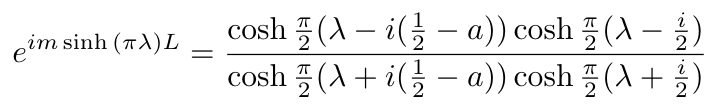 e^{im \sinh(\pi\lambda)L} = \frac{\cosh \frac{\pi}{2}(\lambda - i(\frac{1}{2} - a)) \cosh \frac{\pi}{2}(\lambda - \frac{i}{2})}{\cosh \frac{\pi}{2}(\lambda + i(\frac{1}{2} - a)) \cosh \frac{\pi}{2}(\lambda + \frac{i}{2})}